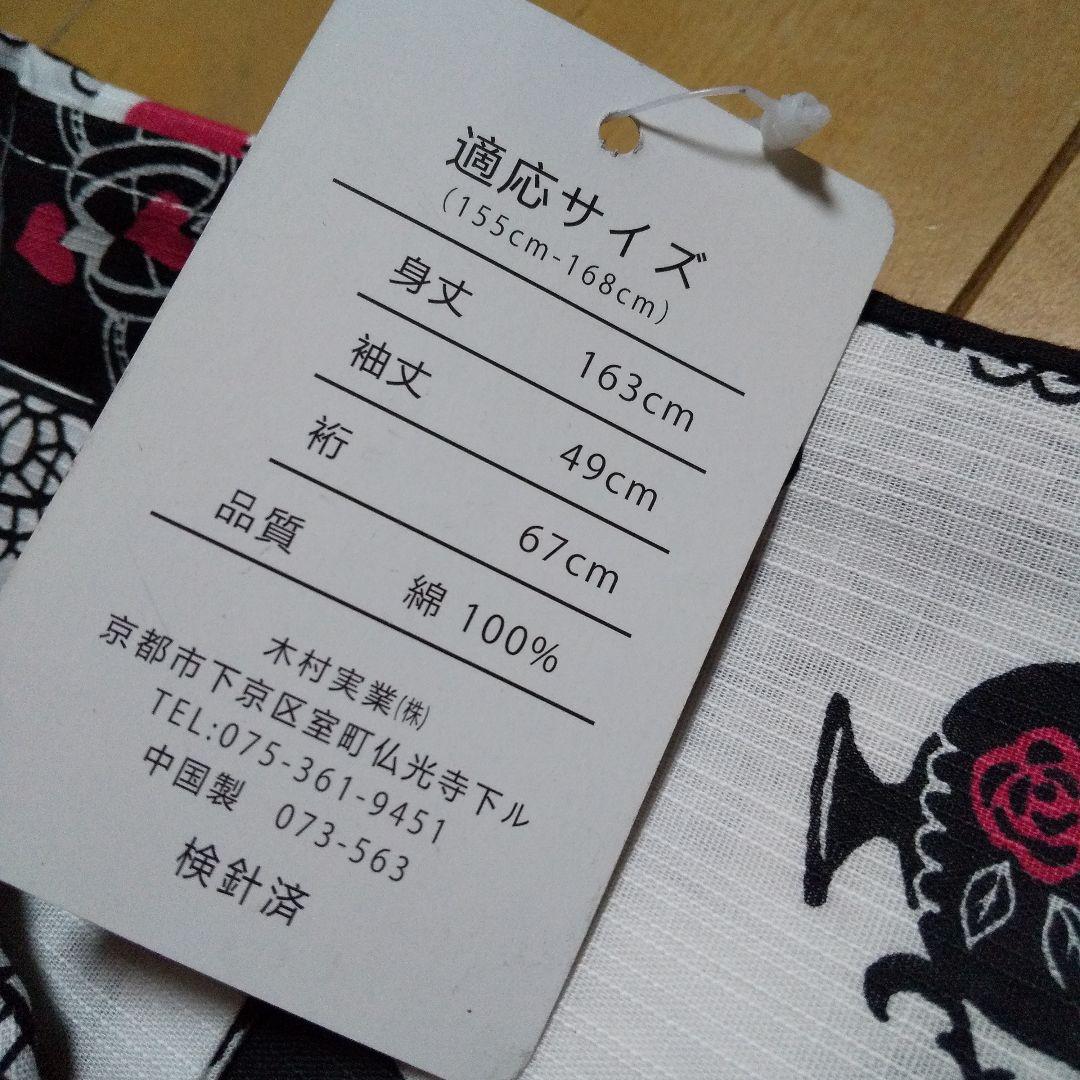 適応サイズ
(155cm-168cm)
身丈 163cm
袖丈 49cm
裄 67cm
品質 綿 100%
木村実業㈱
京都市下京区室町仏光寺下ル
TEL:075-361-9451
中国製 073-563
検針済